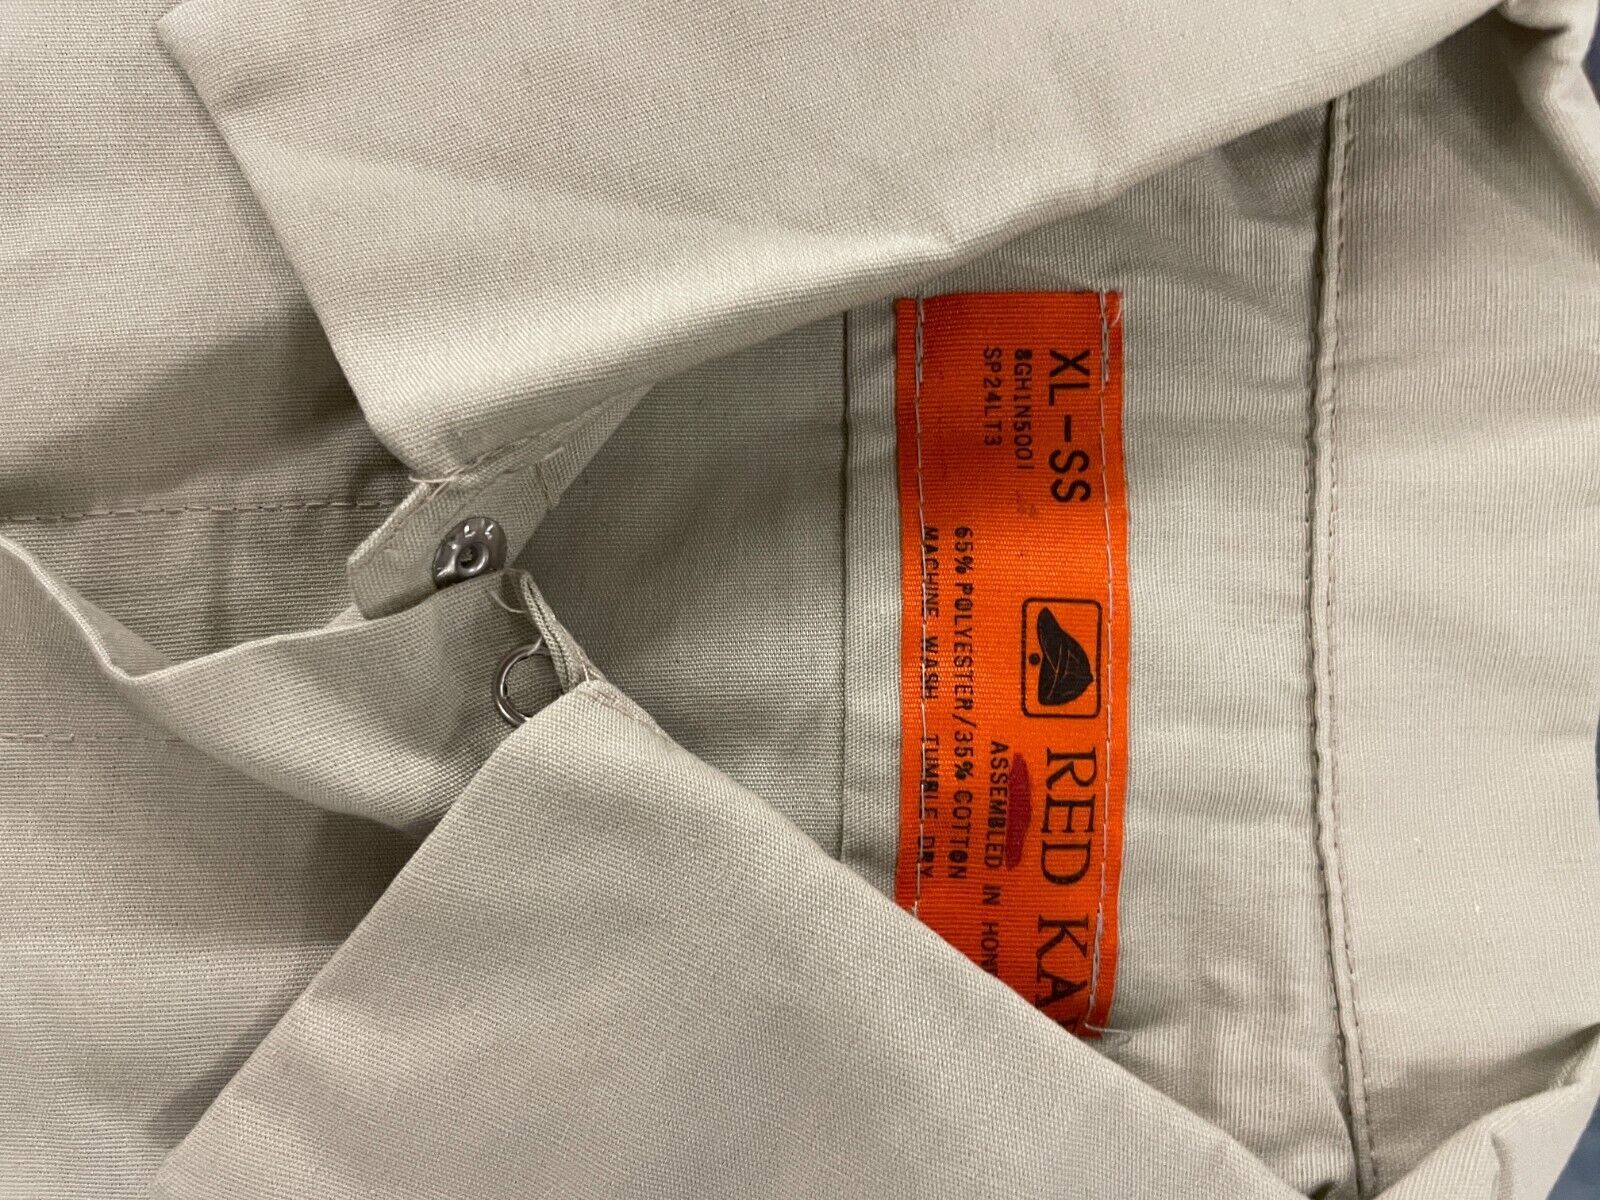 XL-SS
8GH1N5001
SP24LT3
RED KA
ASSEMBLED IN HON
65% POLYESTER/35% COTTON
MACHINE WASH TUMBLE DRY